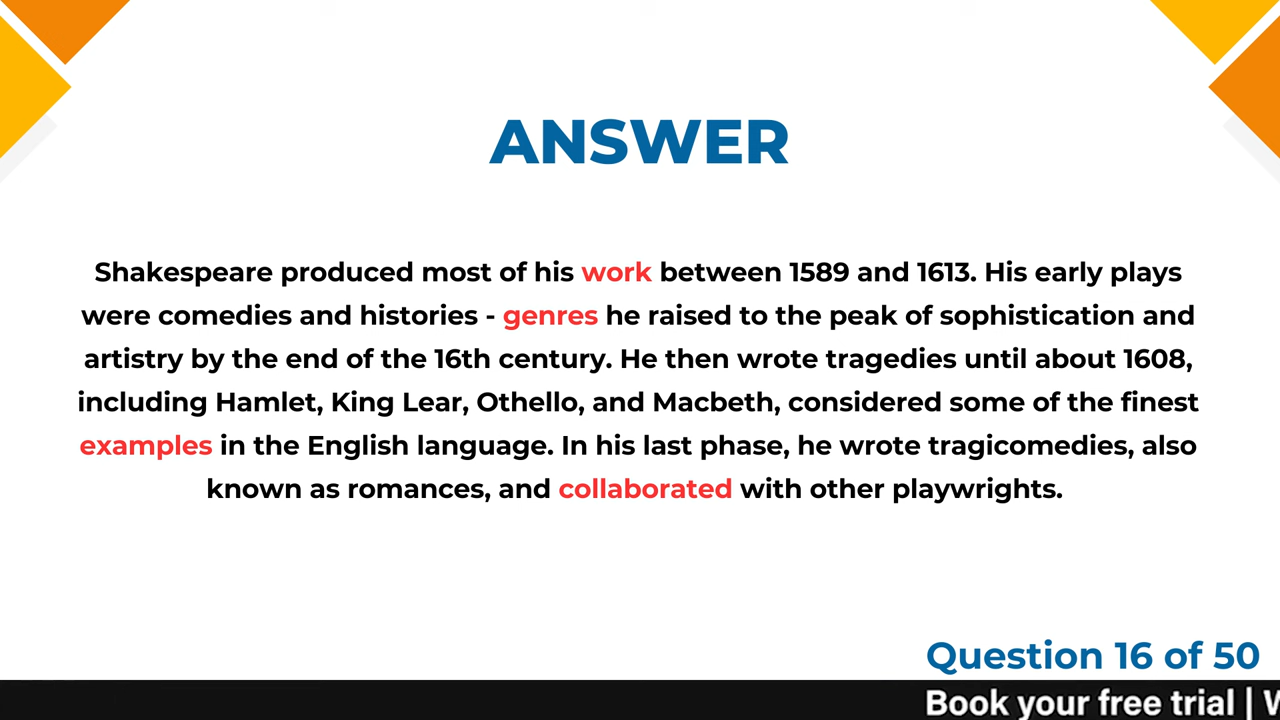 ANSWER
Shakespeare produced most of his work between 1589 and 1613. His early plays
were comedies and histories - genres he raised to the peak of sophistication and
artistry by the end of the 16th century. He then wrote tragedies until about 1608,
including Hamlet, King Lear, Othello, and Macbeth, considered some of the finest
examples in the English language. In his last phase, he wrote tragicomedies, also
known as romances, and collaborated with other playwrights.
Question 16 of 50
Book your free trial |